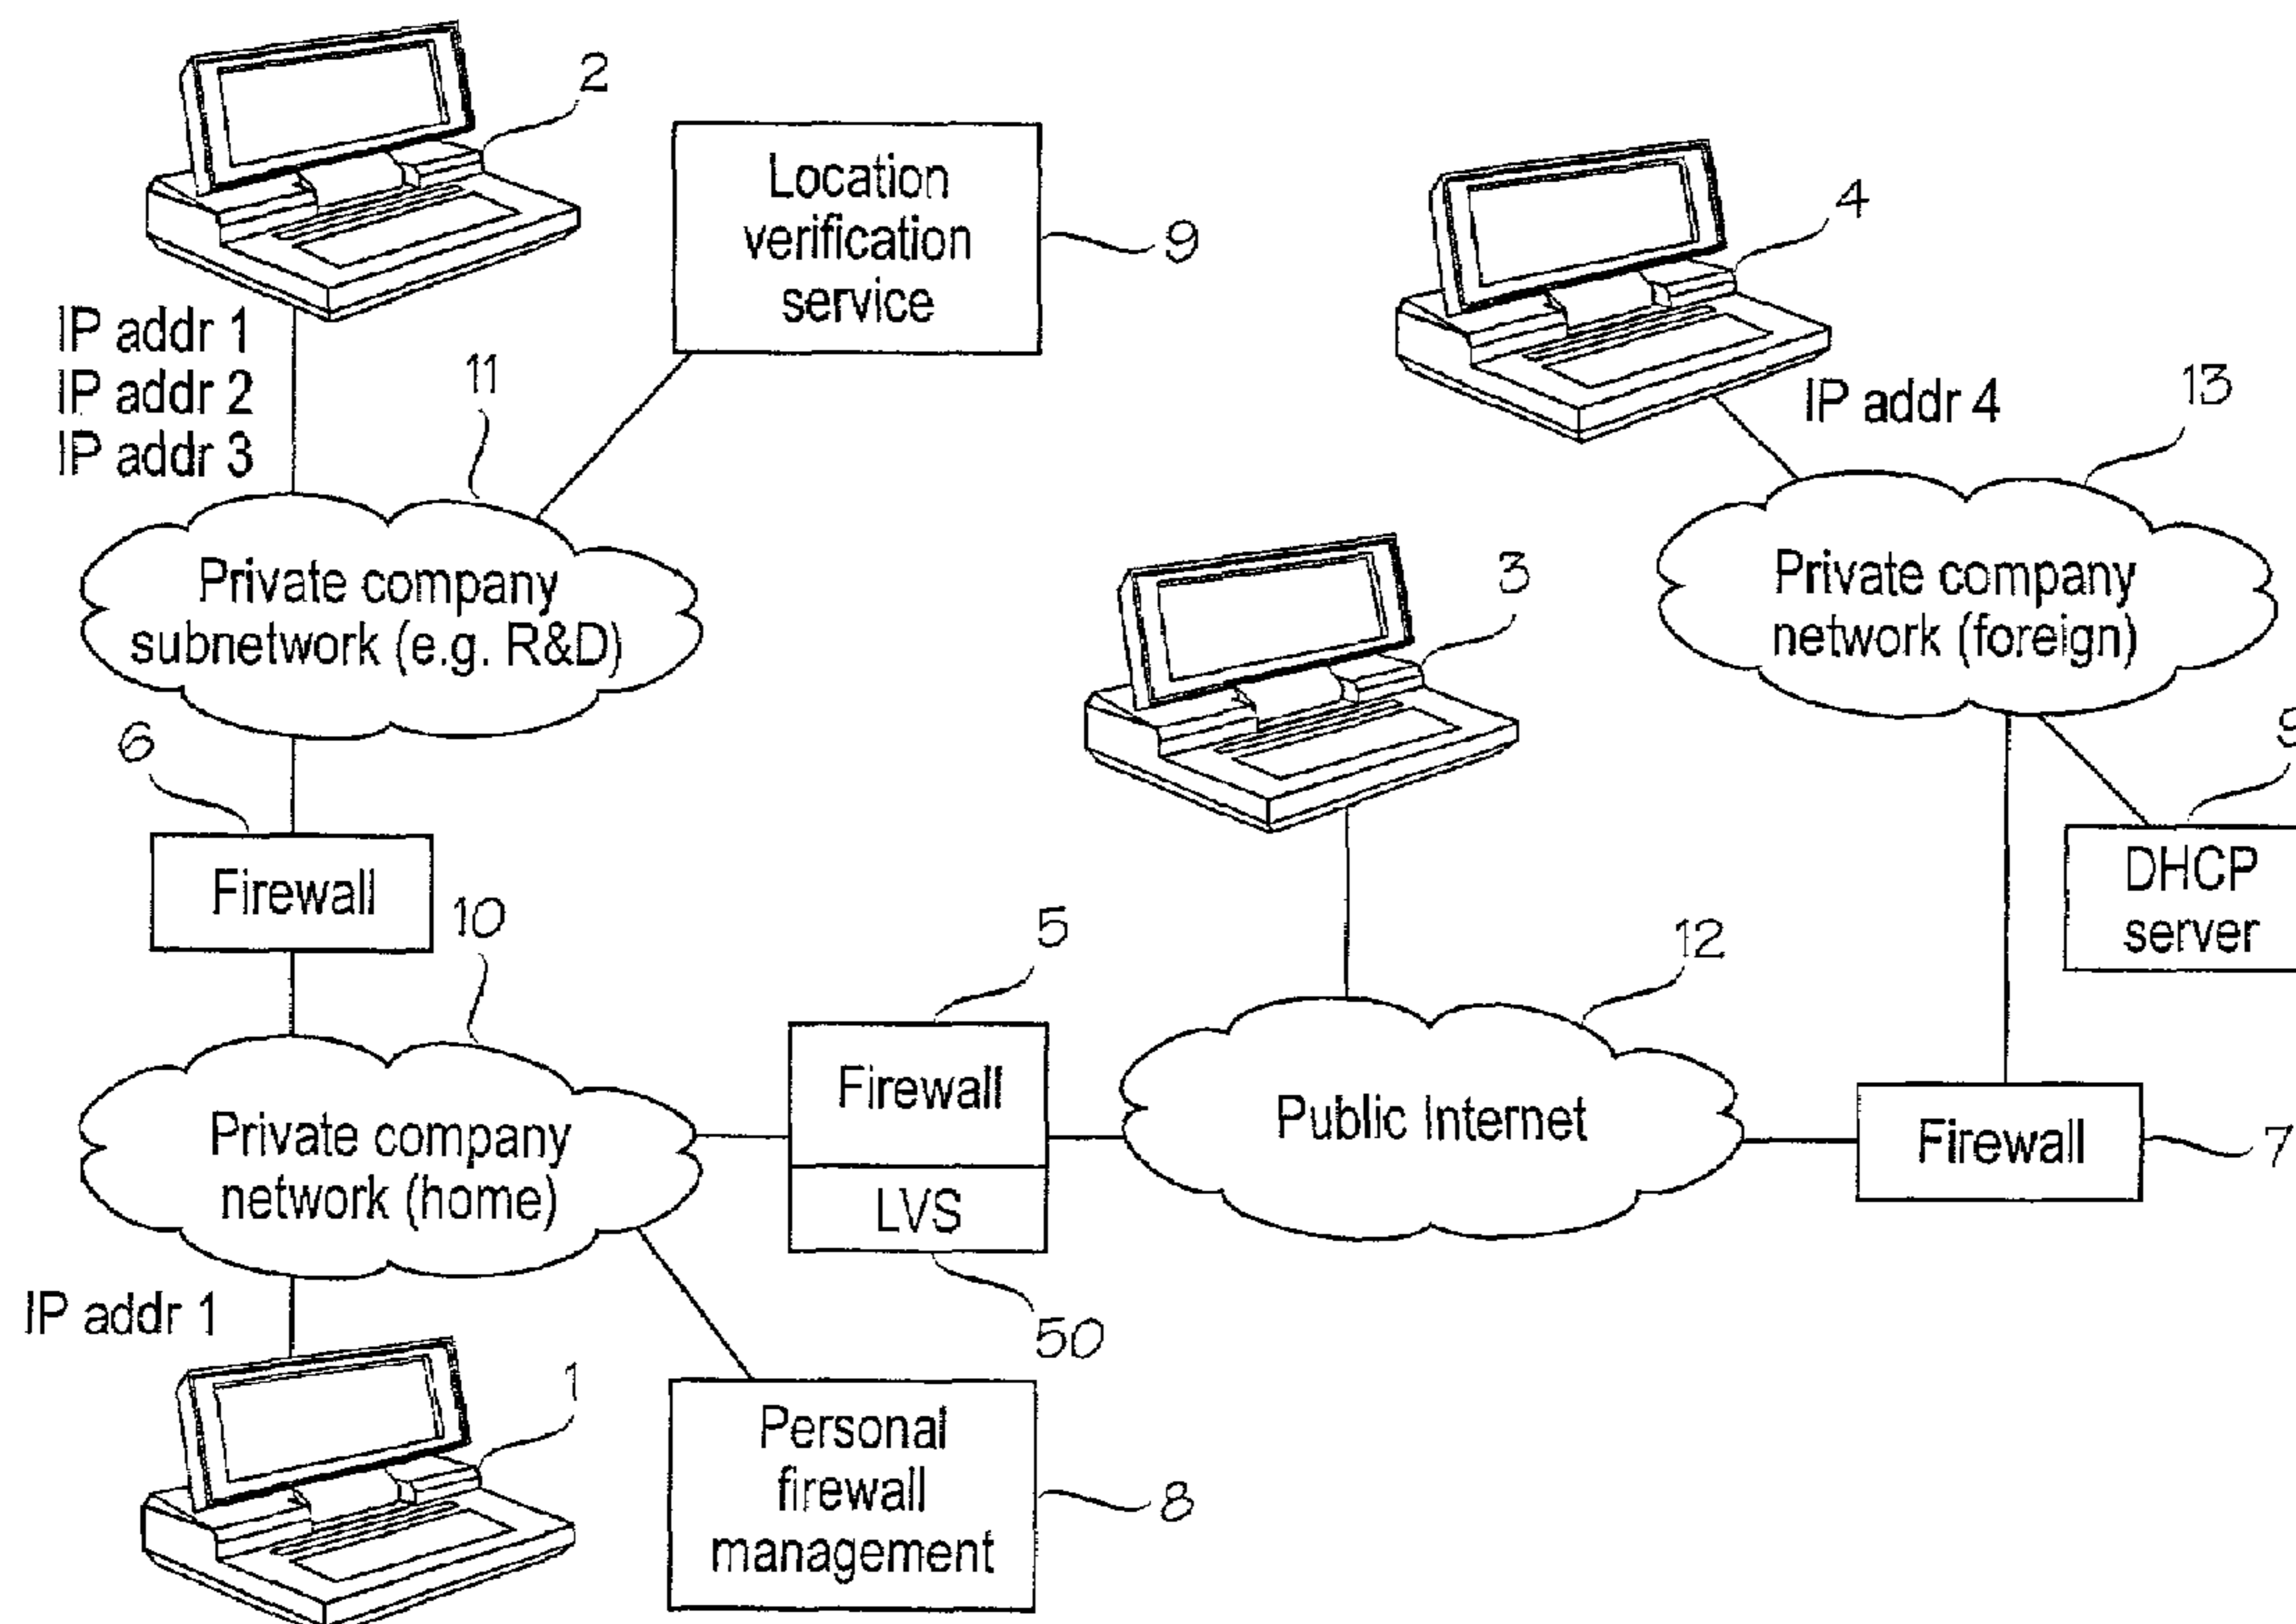 2
Location
verification
service
9
4
IP addr 1
IP addr 2
IP addr 3
11
IP addr 4
13
Private company
subnetwork (e.g. R&D)
3
Private company
network (foreign)
6
Firewall
DHCP
server
10
5
12
Private company
network (home)
Firewall
LVS
Public Internet
Firewall
7
50
IP addr 1
1
Personal
firewall
management
8